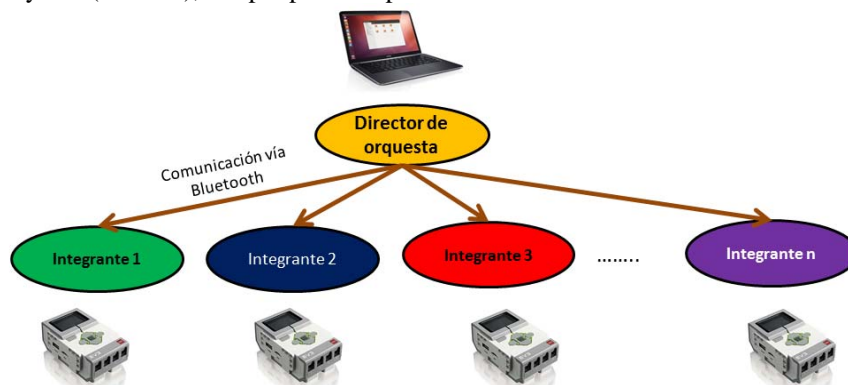 Director de
orquesta
Comunicación vía
Bluetooth
Integrante 1
Integrante 2
Integrante 3
........
Integrante n